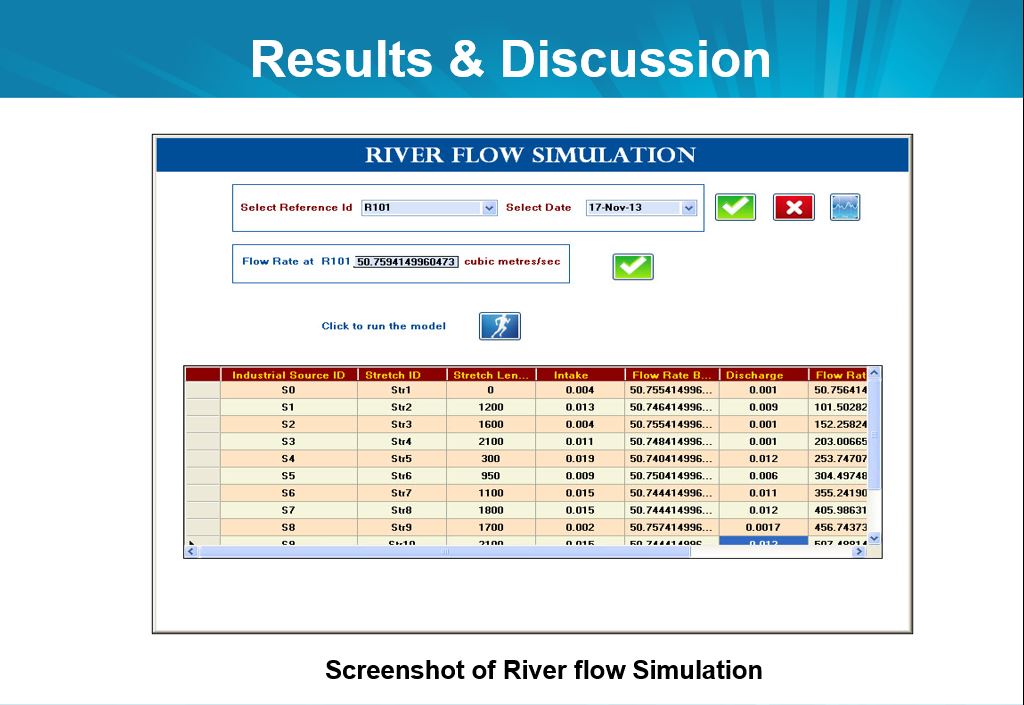 Results & Discussion
RIVER FLOW SIMULATION
Select Reference Id R101 Select Date 17-Nov-13
Flow Rate at R101 50.7594149960473 cubic metres/sec
Click to run the model
Industrial Source ID Stretch ID Stretch Len... Intake Flow Rate B... Discharge Flow Rat
S0 Str1 0 0.004 50.755414996... 0.001 50.756414
S1 Str2 1200 0.013 50.746414996... 0.009 101.50282
S2 Str3 1600 0.004 50.755414996... 0.001 152.25824
S3 Str4 2100 0.011 50.748414996... 0.001 203.00665
S4 Str5 300 0.019 50.740414996... 0.012 253.74707
S5 Str6 950 0.009 50.750414996... 0.006 304.49748
S6 Str7 1100 0.015 50.744414996... 0.011 355.24190
S7 Str8 1800 0.015 50.744414996... 0.012 405.98631
S8 Str9 1700 0.002 50.757414996... 0.0017 456.74373
S9 Str10 2100 0.015 50.744414996... 0.012 507.48814
Screenshot of River flow Simulation